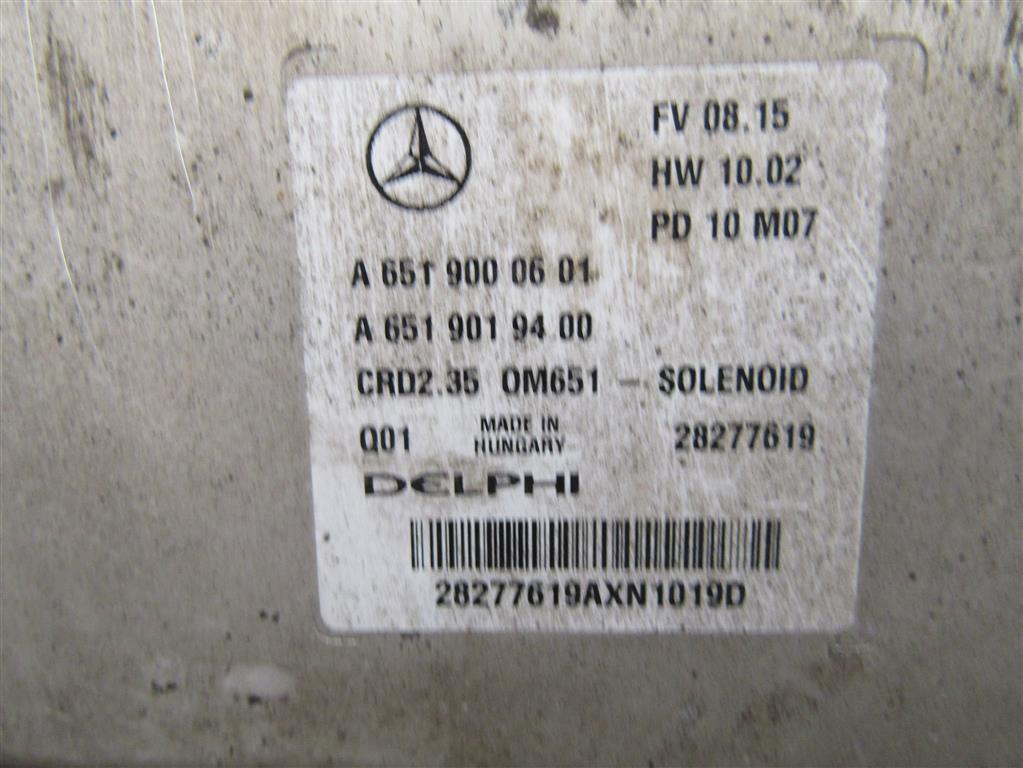 FV 08.15
HW 10.02
PD 10 M07
A 651 900 06 01
A 651 901 94 00
CRD2.35 OM651 - SOLENOID
Q01 MADE IN HUNGARY 28277619
DELPHI
28277619AXN1019D